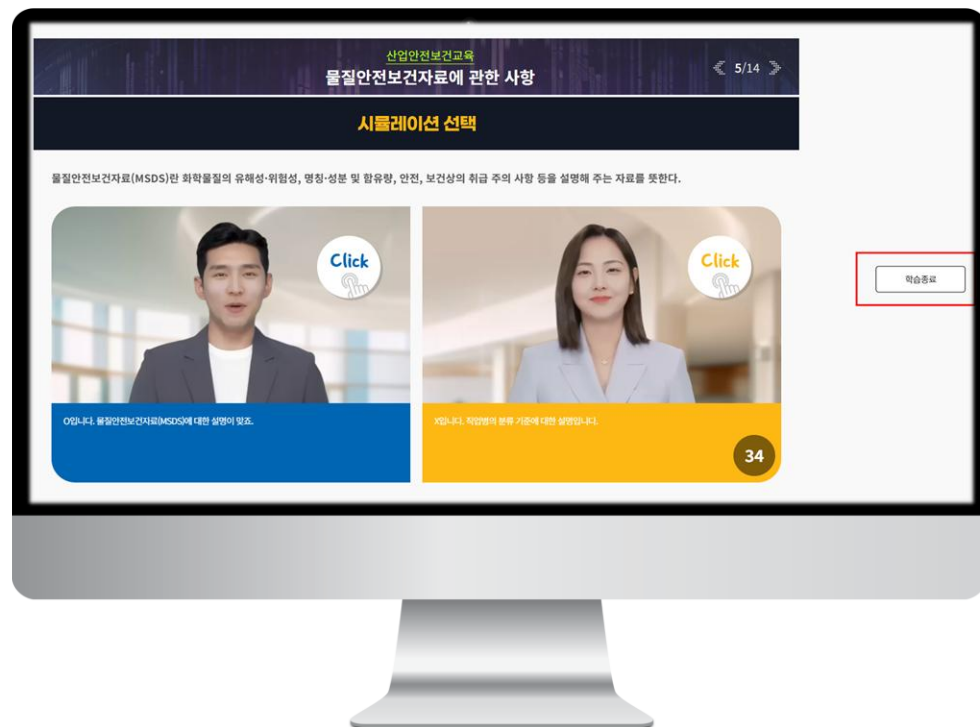 산업안전보건교육
물질안전보건자료에 관한 사항
5/14
시뮬레이션 선택
물질안전보건자료(MSDS)란 화학물질의 유해성·위험성, 명칭·성분 및 함유량, 안전, 보건상의 취급 주의 사항 등을 설명해 주는 자료를 뜻한다.
Click
Click
학습종료
O입니다. 물질안전보건자료(MSDS)에 대한 설명이 맞죠.
X입니다. 직업병의 분류 기준에 대한 설명입니다.
34